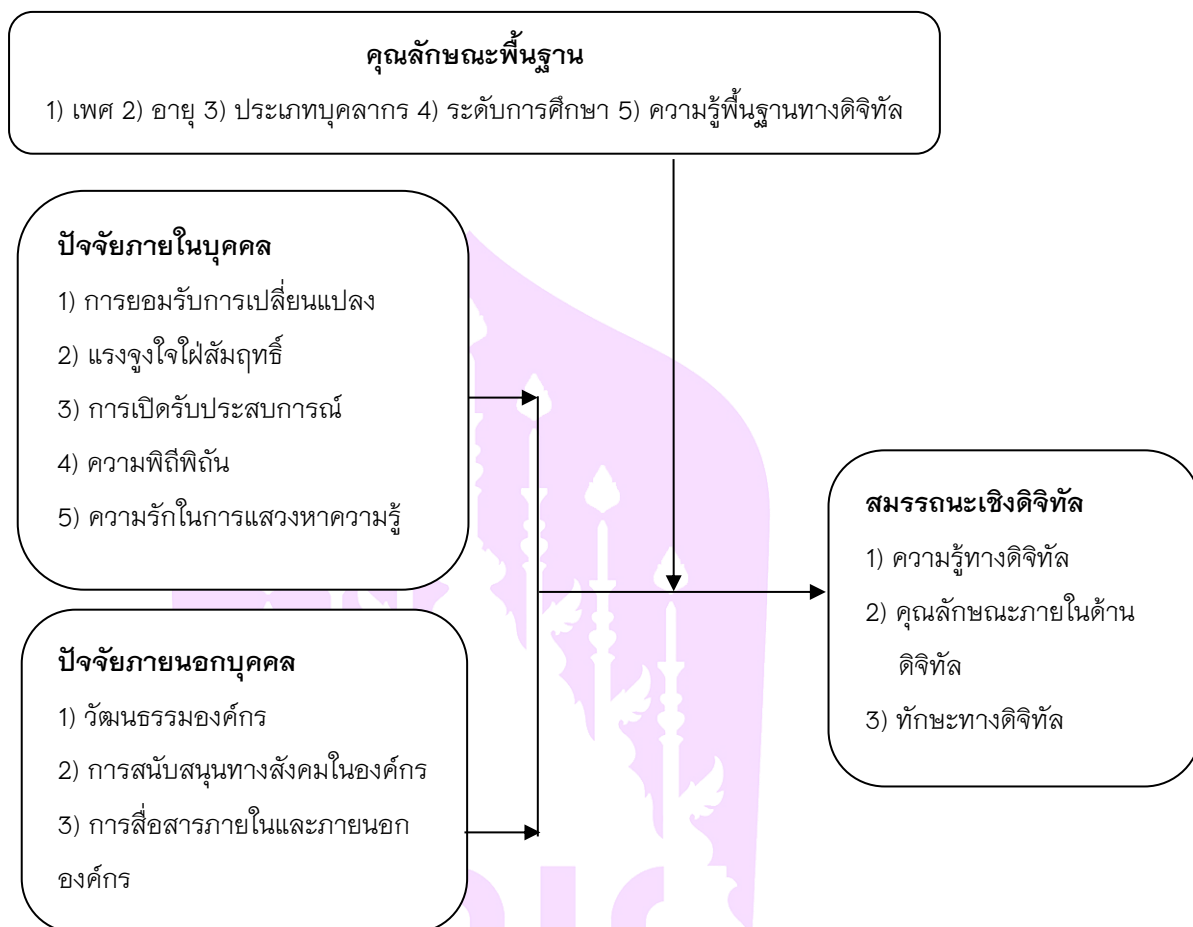 คุณลักษณะพื้นฐาน
1) เพศ 2) อายุ 3) ประเภทบุคลากร 4) ระดับการศึกษา 5) ความรู้พื้นฐานทางดิจิทัล
ปัจจัยภายในบุคคล
1) การยอมรับการเปลี่ยนแปลง
2) แรงจูงใจใฝ่สัมฤทธิ์
3) การเปิดรับประสบการณ์
4) ความพิถีพิถัน
5) ความรักในการแสวงหาความรู้
ปัจจัยภายนอกบุคคล
1) วัฒนธรรมองค์กร
2) การสนับสนุนทางสังคมในองค์กร
3) การสื่อสารภายในและภายนอก
องค์กร
สมรรถนะเชิงดิจิทัล
1) ความรู้ทางดิจิทัล
2) คุณลักษณะภายในด้าน
ดิจิทัล
3) ทักษะทางดิจิทัล